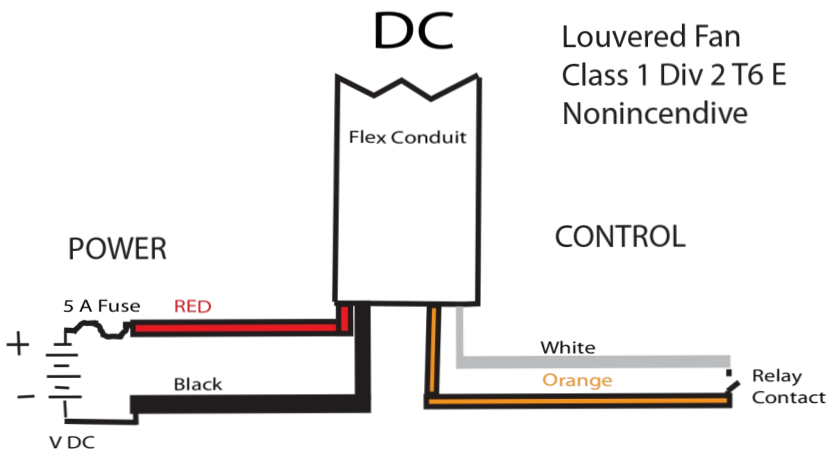 DC
Louvered Fan
Class 1 Div 2 T6 E
Nonincendive
Flex Conduit
POWER
CONTROL
5 A Fuse
RED
+
White
Black
Orange
Relay
Contact
-
V DC